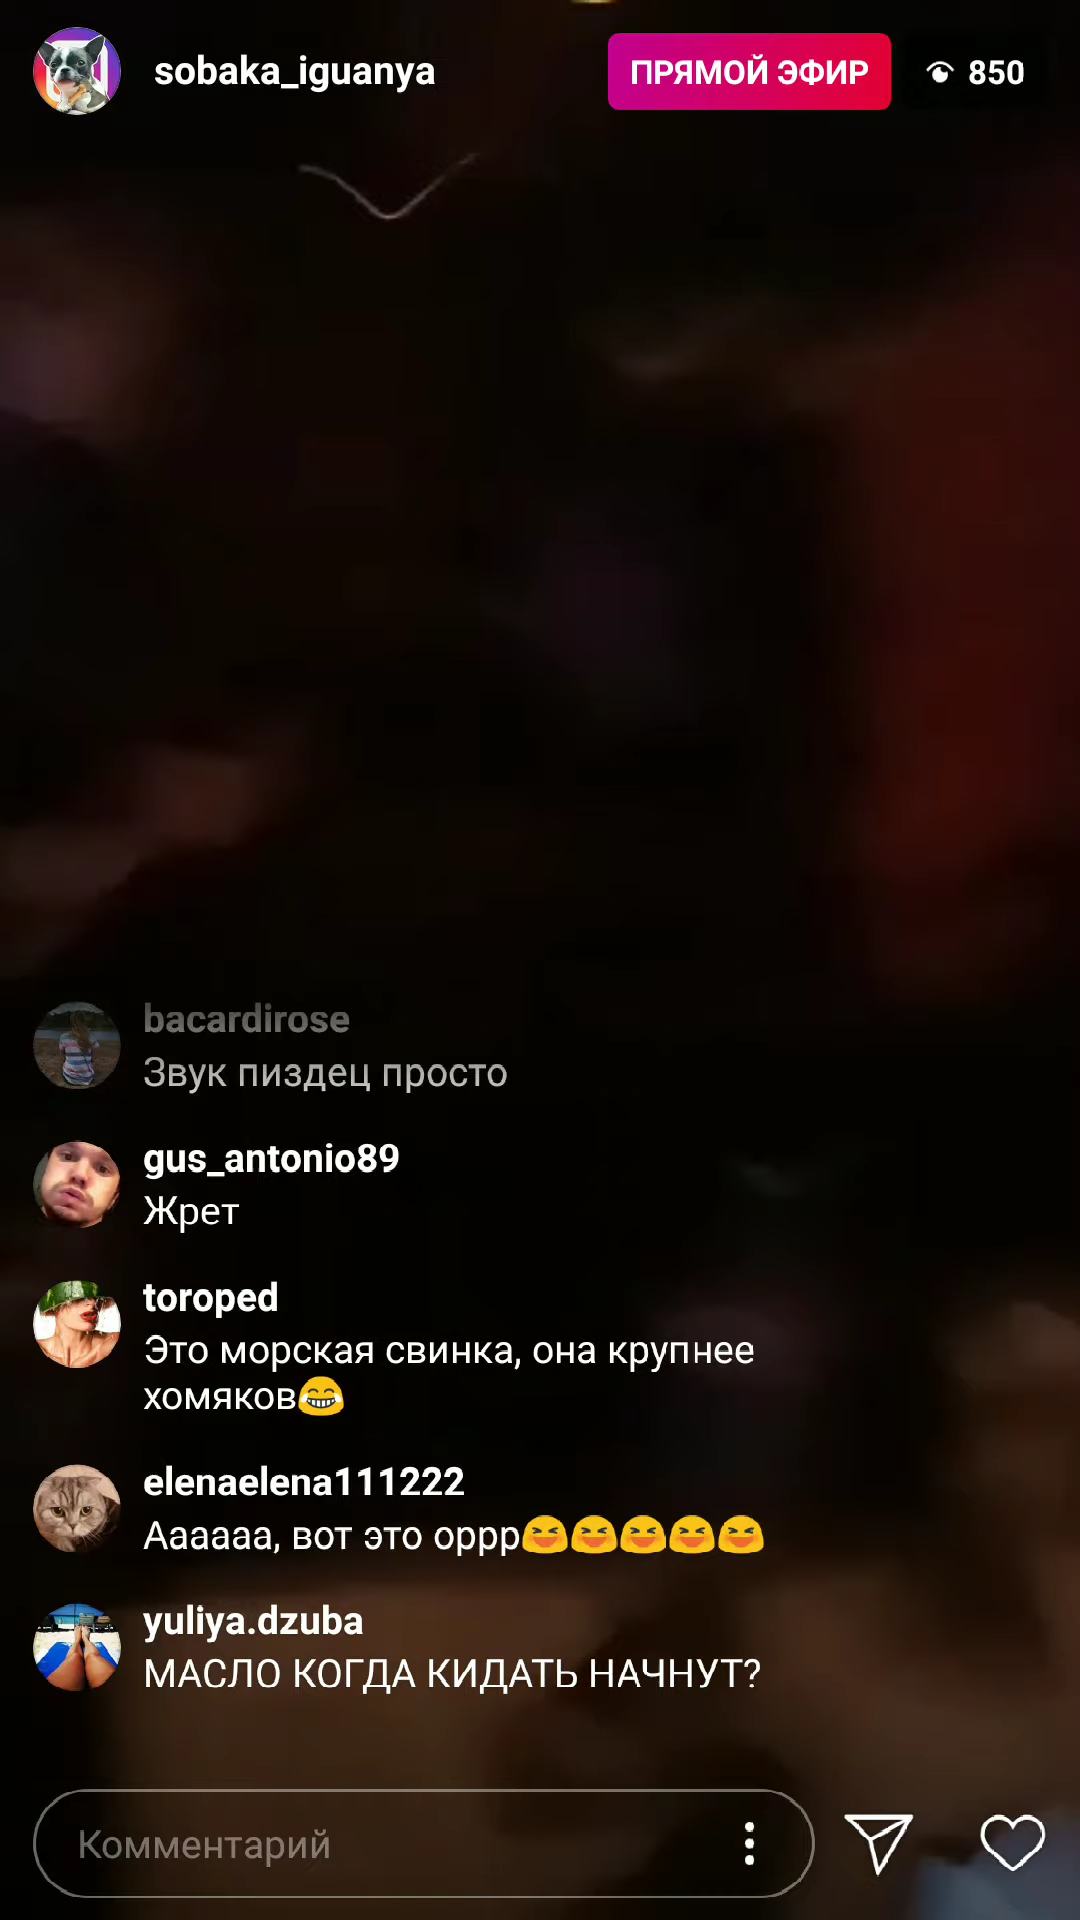 sobaka_iguanya
ПРЯМОЙ ЭФИР
850
bacardirose
Звук пиздец просто
gus_antonio89
Жрет
toroped
Это морская свинка, она крупнее
хомяков😂
elenaelena111222
Аааааа, вот это оррр😆😆😆😆😆
yuliya.dzuba
МАСЛО КОГДА КИДАТЬ НАЧНУТ?
Комментарий